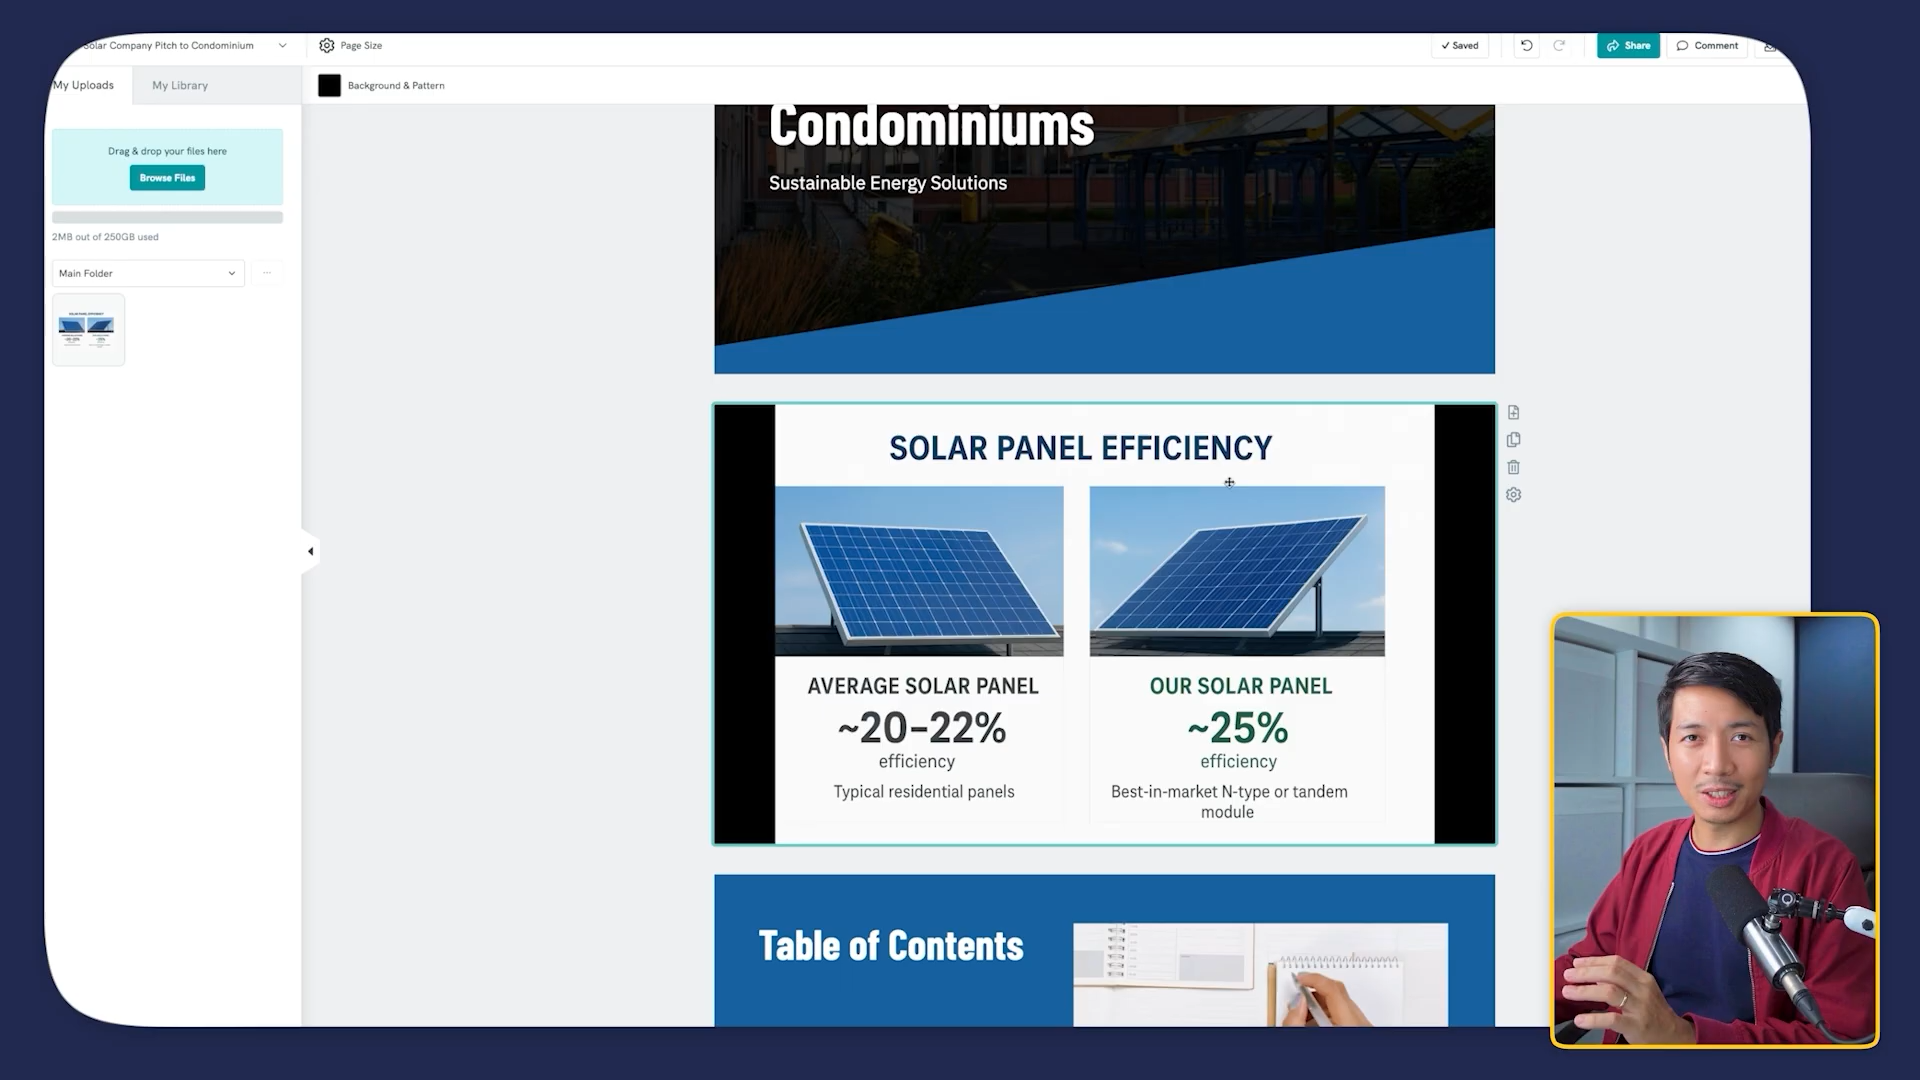 Solar Company Pitch to Condominium
Page Size
Saved
Share
Comment
My Uploads
My Library
Background & Pattern
Drag & drop your files here
Browse Files
2MB out of 250GB used
Main Folder
Condominiums
Sustainable Energy Solutions
SOLAR PANEL EFFICIENCY
AVERAGE SOLAR PANEL
~20-22%
efficiency
Typical residential panels
OUR SOLAR PANEL
~25%
efficiency
Best-in-market N-type or tandem
module
Table of Contents